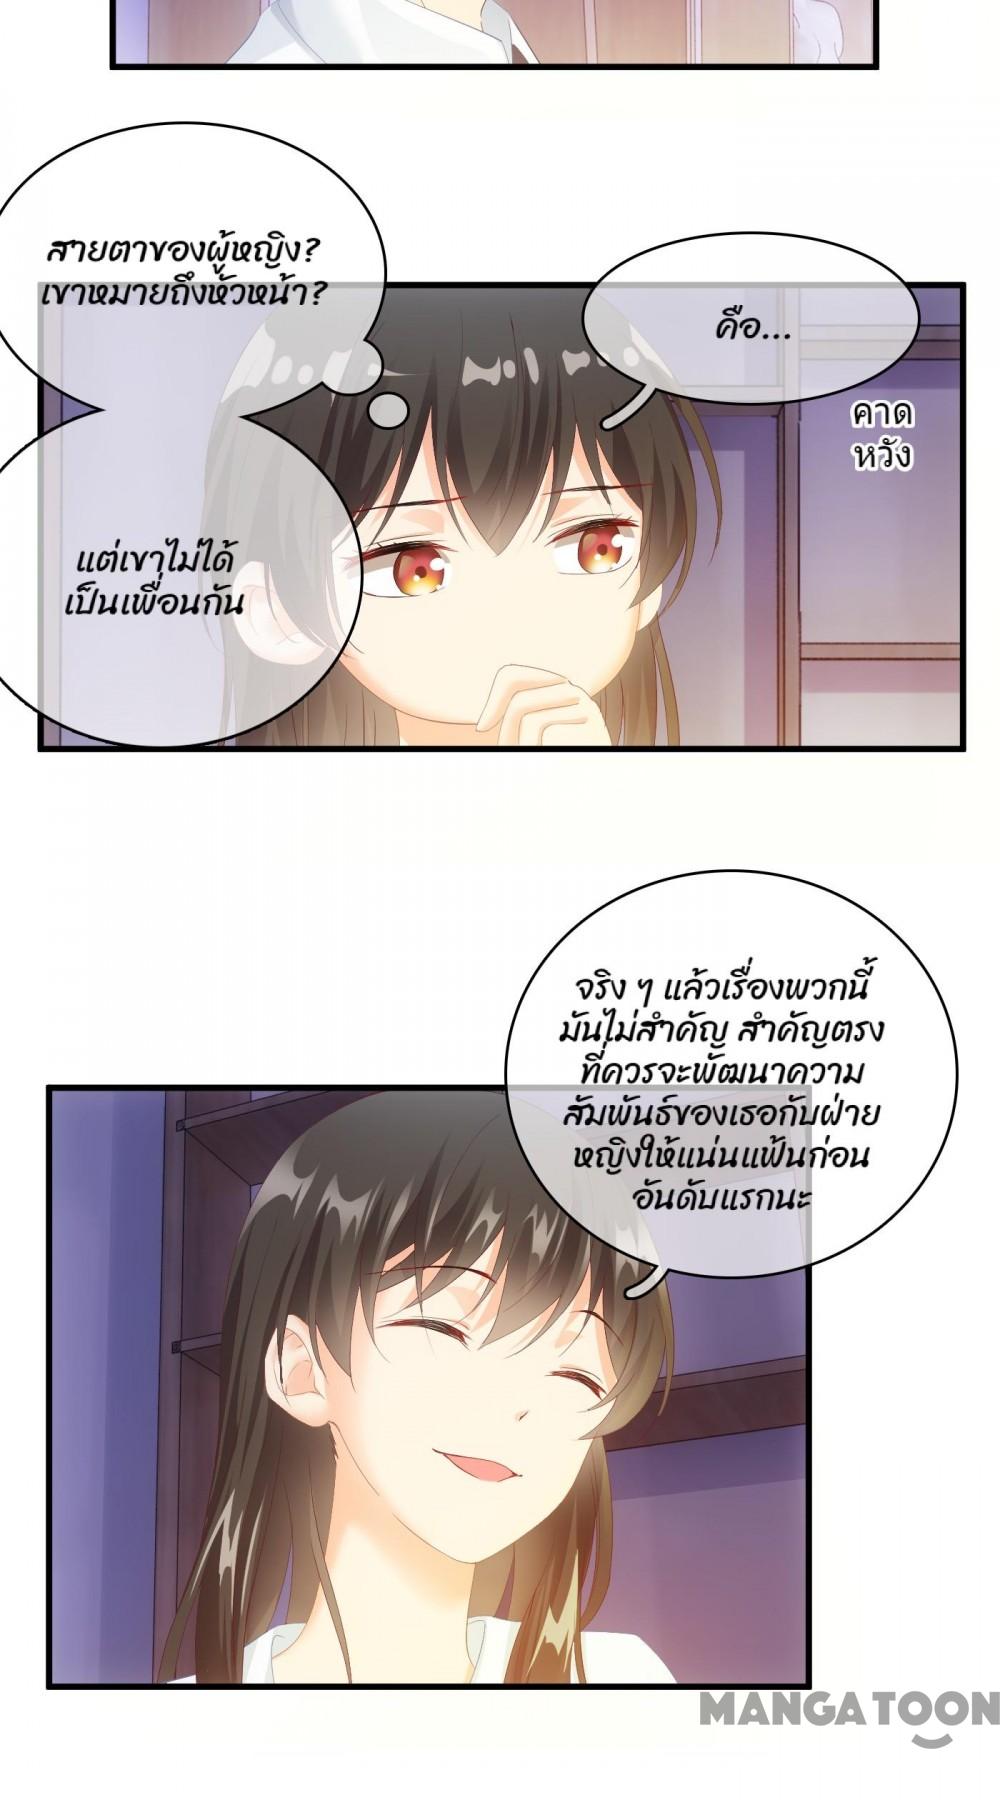 สายตาของผู้หญิง?
เขาหมายถึงหัวหน้า?
คือ...
คาด
หวัง
แต่เขาไม่ได้
เป็นเพื่อนกัน
จริง ๆ แล้วเรื่องพวกนี้
มันไม่สำคัญ สำคัญตรง
ที่ควรจะพัฒนาความ
สัมพันธ์ของเธอกับฝ่าย
หญิงให้แน่นแฟ้นก่อน
อันดับแรกนะ
MANGATOON